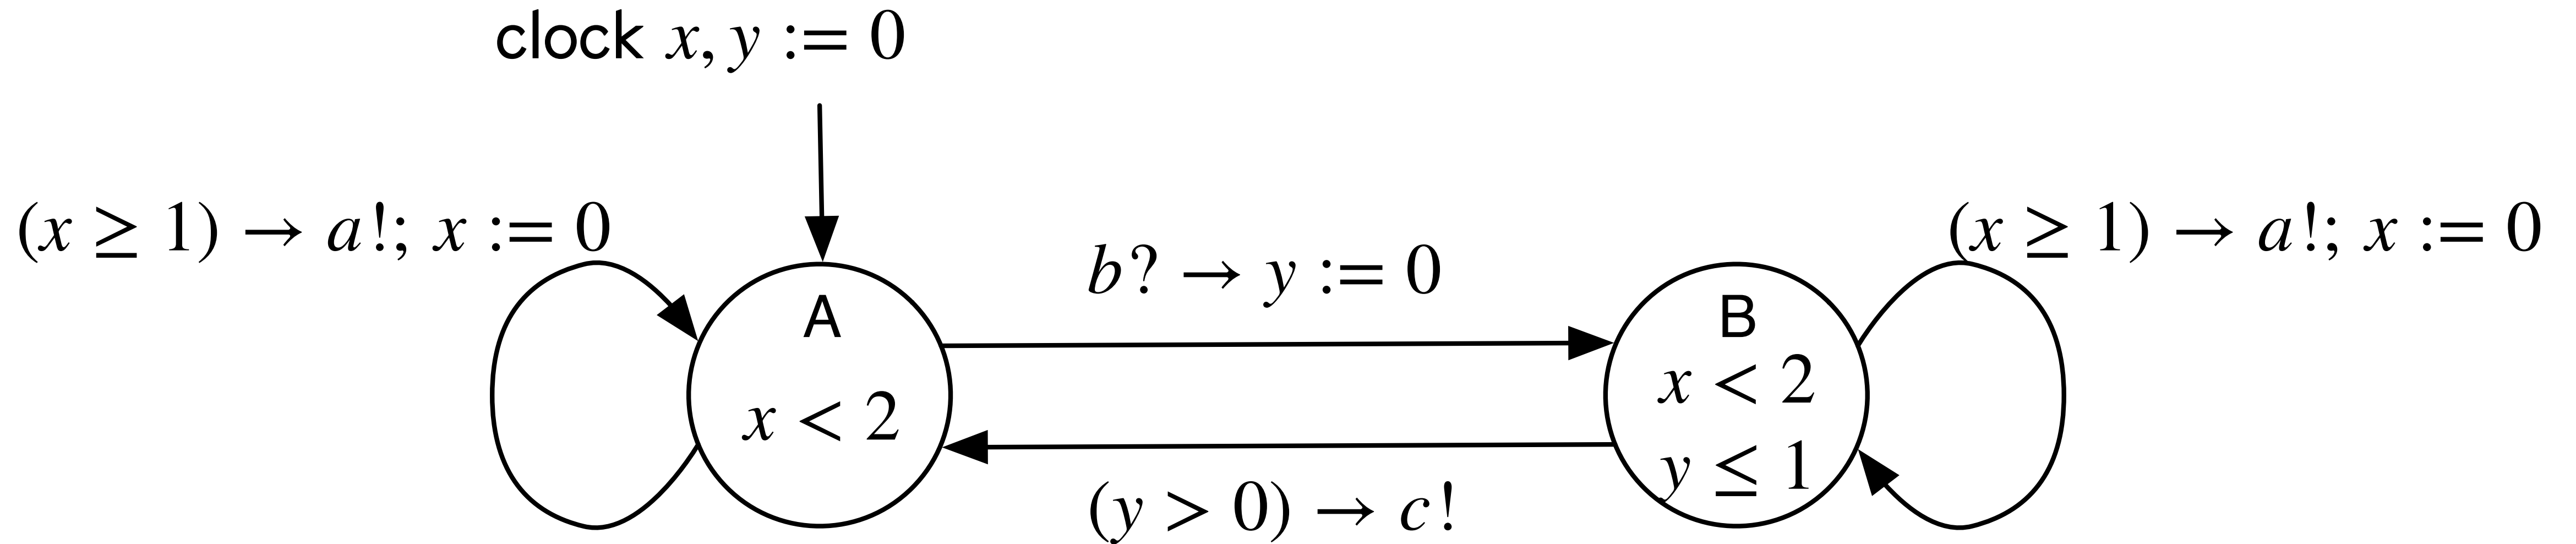 clock x, y := 0
(x ≥ 1) → a!; x := 0
b? → y := 0
(x ≥ 1) → a!; x := 0
A
x < 2
B
x < 2
y ≤ 1
(y > 0) → c!